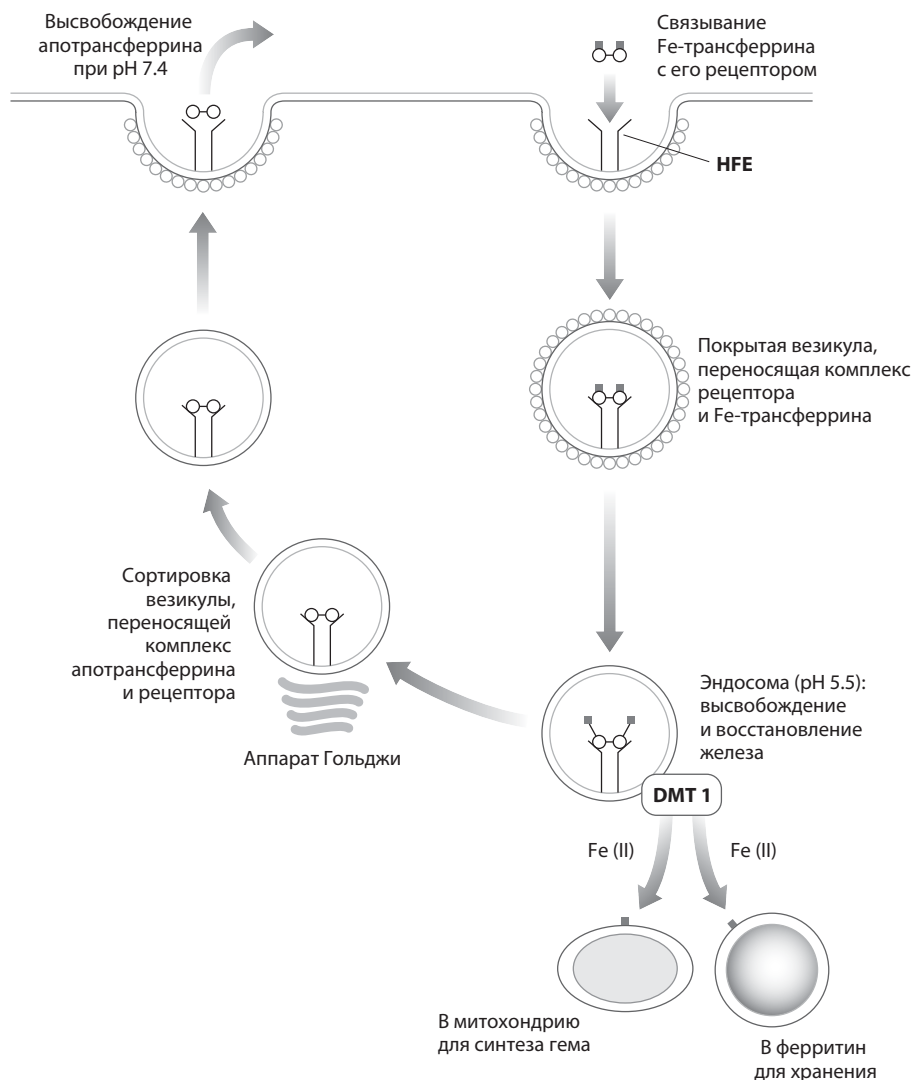 Высвобождение
апотрансферрина
при pH 7.4
Связывание
Fe-трансферрина
с его рецептором
HFE
Покрытая везикула,
переносящая комплекс
рецептора
и Fe-трансферрина
Сортировка
везикулы,
переносящей
комплекс
апотрансферрина
и рецептора
Аппарат Гольджи
Эндосома (pH 5.5):
высвобождение
и восстановление
железа
DMT 1
Fe (II)
Fe (II)
В митохондрию
для синтеза гема
В ферритин
для хранения